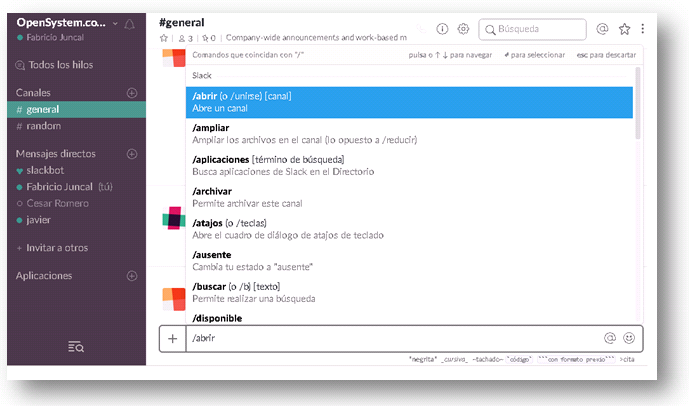 OpenSystem.co...
Fabricio Juncal
Todos los hilos
Canales
# general
# random
Mensajes directos
slackbot
Fabricio Juncal (tú)
Cesar Romero
javier
+ Invitar a otros
Aplicaciones
#general
3
0
Company-wide announcements and work-based m
Búsqueda
Comandos que coincidan con "/"
pulsa o ↑ ↓ para navegar
para seleccionar
esc para descartar
Slack
/abrir (o /unirse) [canal]
Abre un canal
/ampliar
Ampliar los archivos en el canal (lo opuesto a /reducir)
/aplicaciones [término de búsqueda]
Busca aplicaciones de Slack en el Directorio
/archivar
Permite archivar este canal
/atajos (o /teclas)
Abre el cuadro de diálogo de atajos de teclado
/ausente
Cambia tu estado a "ausente"
/buscar (o /b) [texto]
Permite realizar una búsqueda
/disponible
/abrir
*negrita* _cursiva_ ~tachado~ `código` ```con formato previo``` >cita